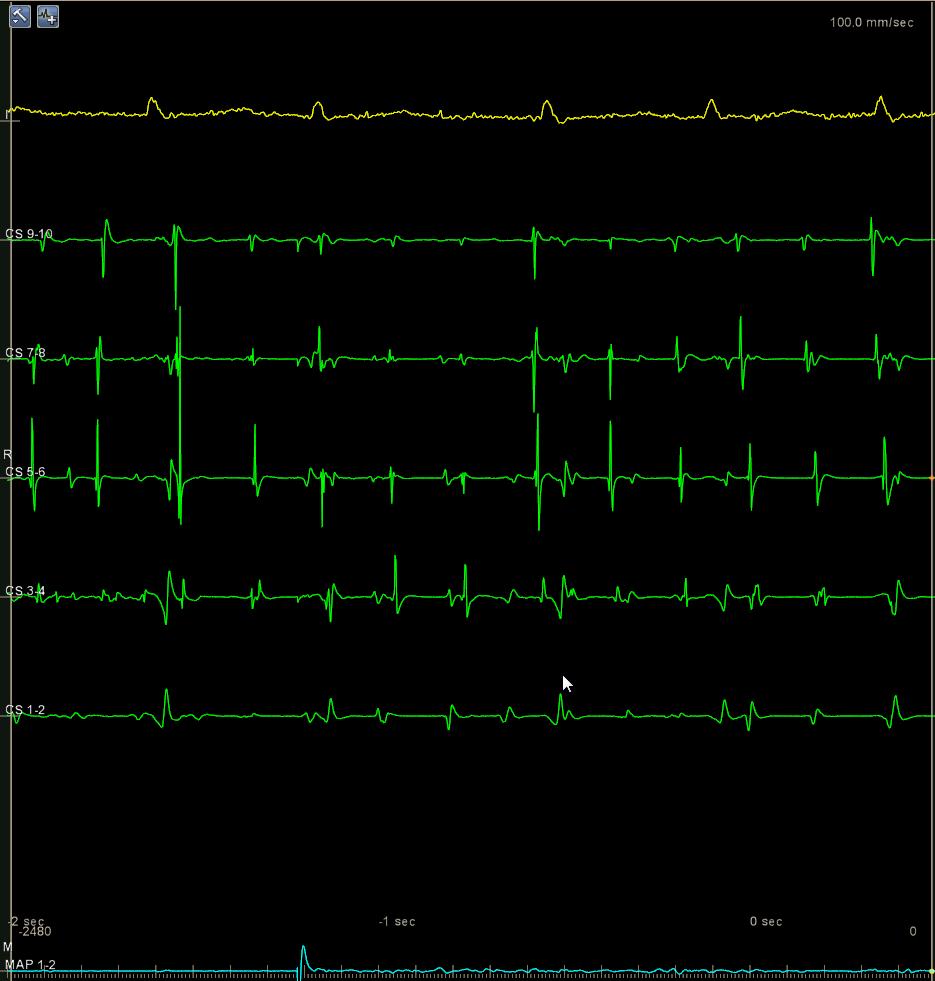 100.0 mm/sec
CS 9-10
CS 7-8
R
CS 5-6
CS 3-4
CS 1-2
-2 sec
-1 sec
0 sec
-2480
0
M
MAP 1-2